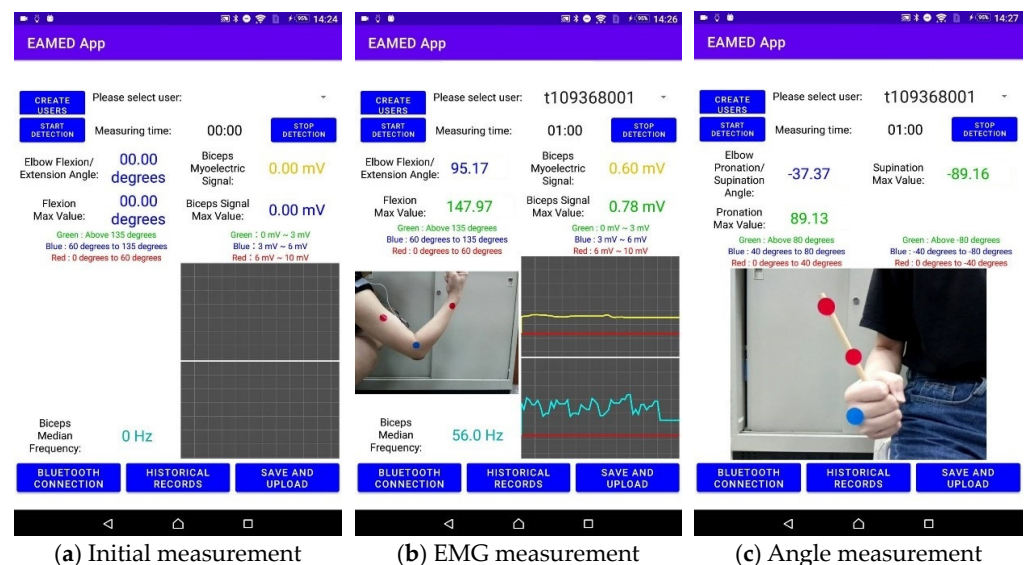 14:24
EAMED App
CREATE USERS
Please select user:
START DETECTION
Measuring time:
00:00
STOP DETECTION
Elbow Flexion/
Extension Angle:
00.00
degrees
Biceps
Myoelectric
Signal:
0.00 mV
Flexion
Max Value:
00.00
degrees
Biceps Signal
Max Value:
0.00 mV
Green : Above 135 degrees
Blue : 60 degrees to 135 degrees
Red : 0 degrees to 60 degrees
Green : 0 mV ~ 3 mV
Blue : 3 mV ~ 6 mV
Red : 6 mV ~ 10 mV
Biceps
Median
Frequency:
0 Hz
BLUETOOTH
CONNECTION
HISTORICAL
RECORDS
SAVE AND
UPLOAD
(a) Initial measurement
14:26
EAMED App
CREATE USERS
Please select user:
t109368001
START DETECTION
Measuring time:
01:00
STOP DETECTION
Elbow Flexion/
Extension Angle:
95.17
Biceps
Myoelectric
Signal:
0.60 mV
Flexion
Max Value:
147.97
Biceps Signal
Max Value:
0.78 mV
Green : Above 135 degrees
Blue : 60 degrees to 135 degrees
Red : 0 degrees to 60 degrees
Green : 0 mV ~ 3 mV
Blue : 3 mV ~ 6 mV
Red : 6 mV ~ 10 mV
Biceps
Median
Frequency:
56.0 Hz
BLUETOOTH
CONNECTION
HISTORICAL
RECORDS
SAVE AND
UPLOAD
(b) EMG measurement
14:27
EAMED App
CREATE USERS
Please select user:
t109368001
START DETECTION
Measuring time:
01:00
STOP DETECTION
Elbow
Pronation/
Supination
Angle:
-37.37
Supination
Max Value:
-89.16
Pronation
Max Value:
89.13
Green : Above 80 degrees
Blue : 40 degrees to 80 degrees
Red : 0 degrees to 40 degrees
Green : Above -80 degrees
Blue : -40 degrees to -80 degrees
Red : 0 degrees to -40 degrees
BLUETOOTH
CONNECTION
HISTORICAL
RECORDS
SAVE AND
UPLOAD
(c) Angle measurement